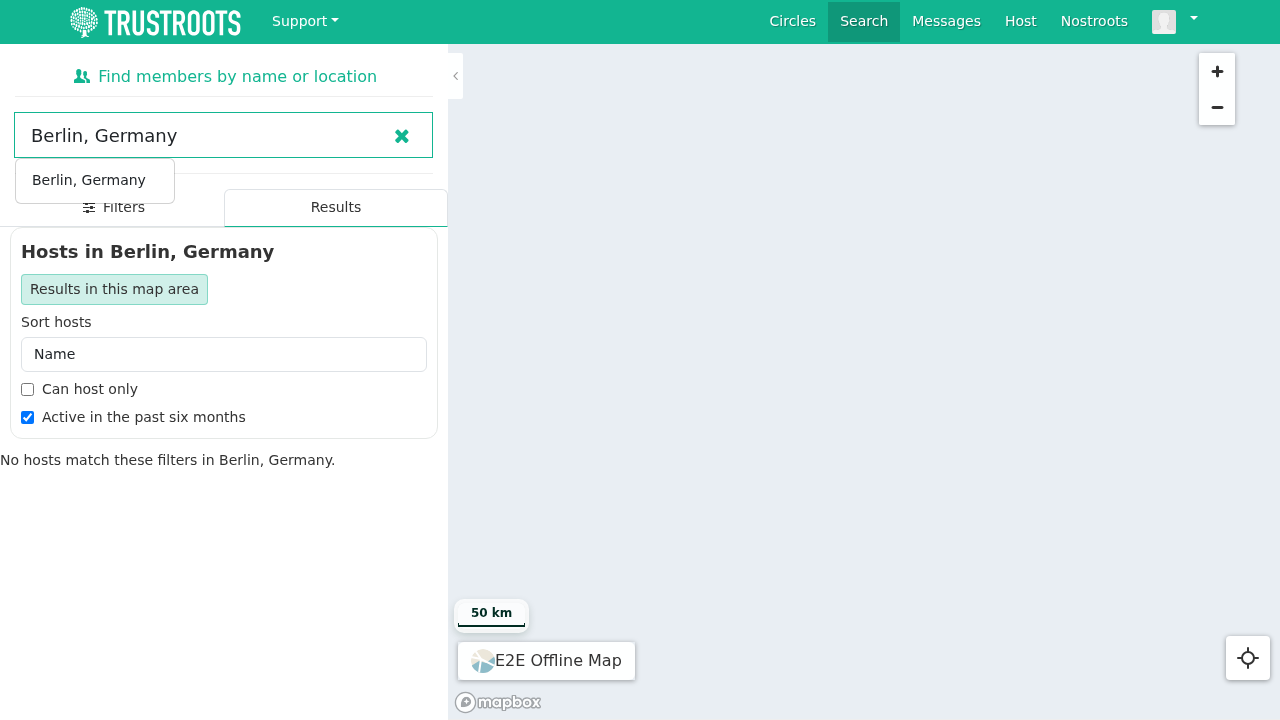 TRUSTROOTS
Support
Circles
Search
Messages
Host
Nostroots
Find members by name or location
Berlin, Germany
Berlin, Germany
Filters
Results
Hosts in Berlin, Germany
Results in this map area
Sort hosts
Name
Can host only
Active in the past six months
No hosts match these filters in Berlin, Germany.
50 km
E2E Offline Map
mapbox